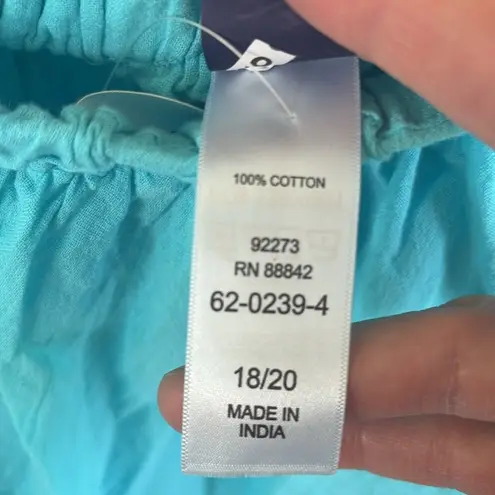 100% COTTON
92273
RN 88842
62-0239-4
18/20
MADE IN
INDIA